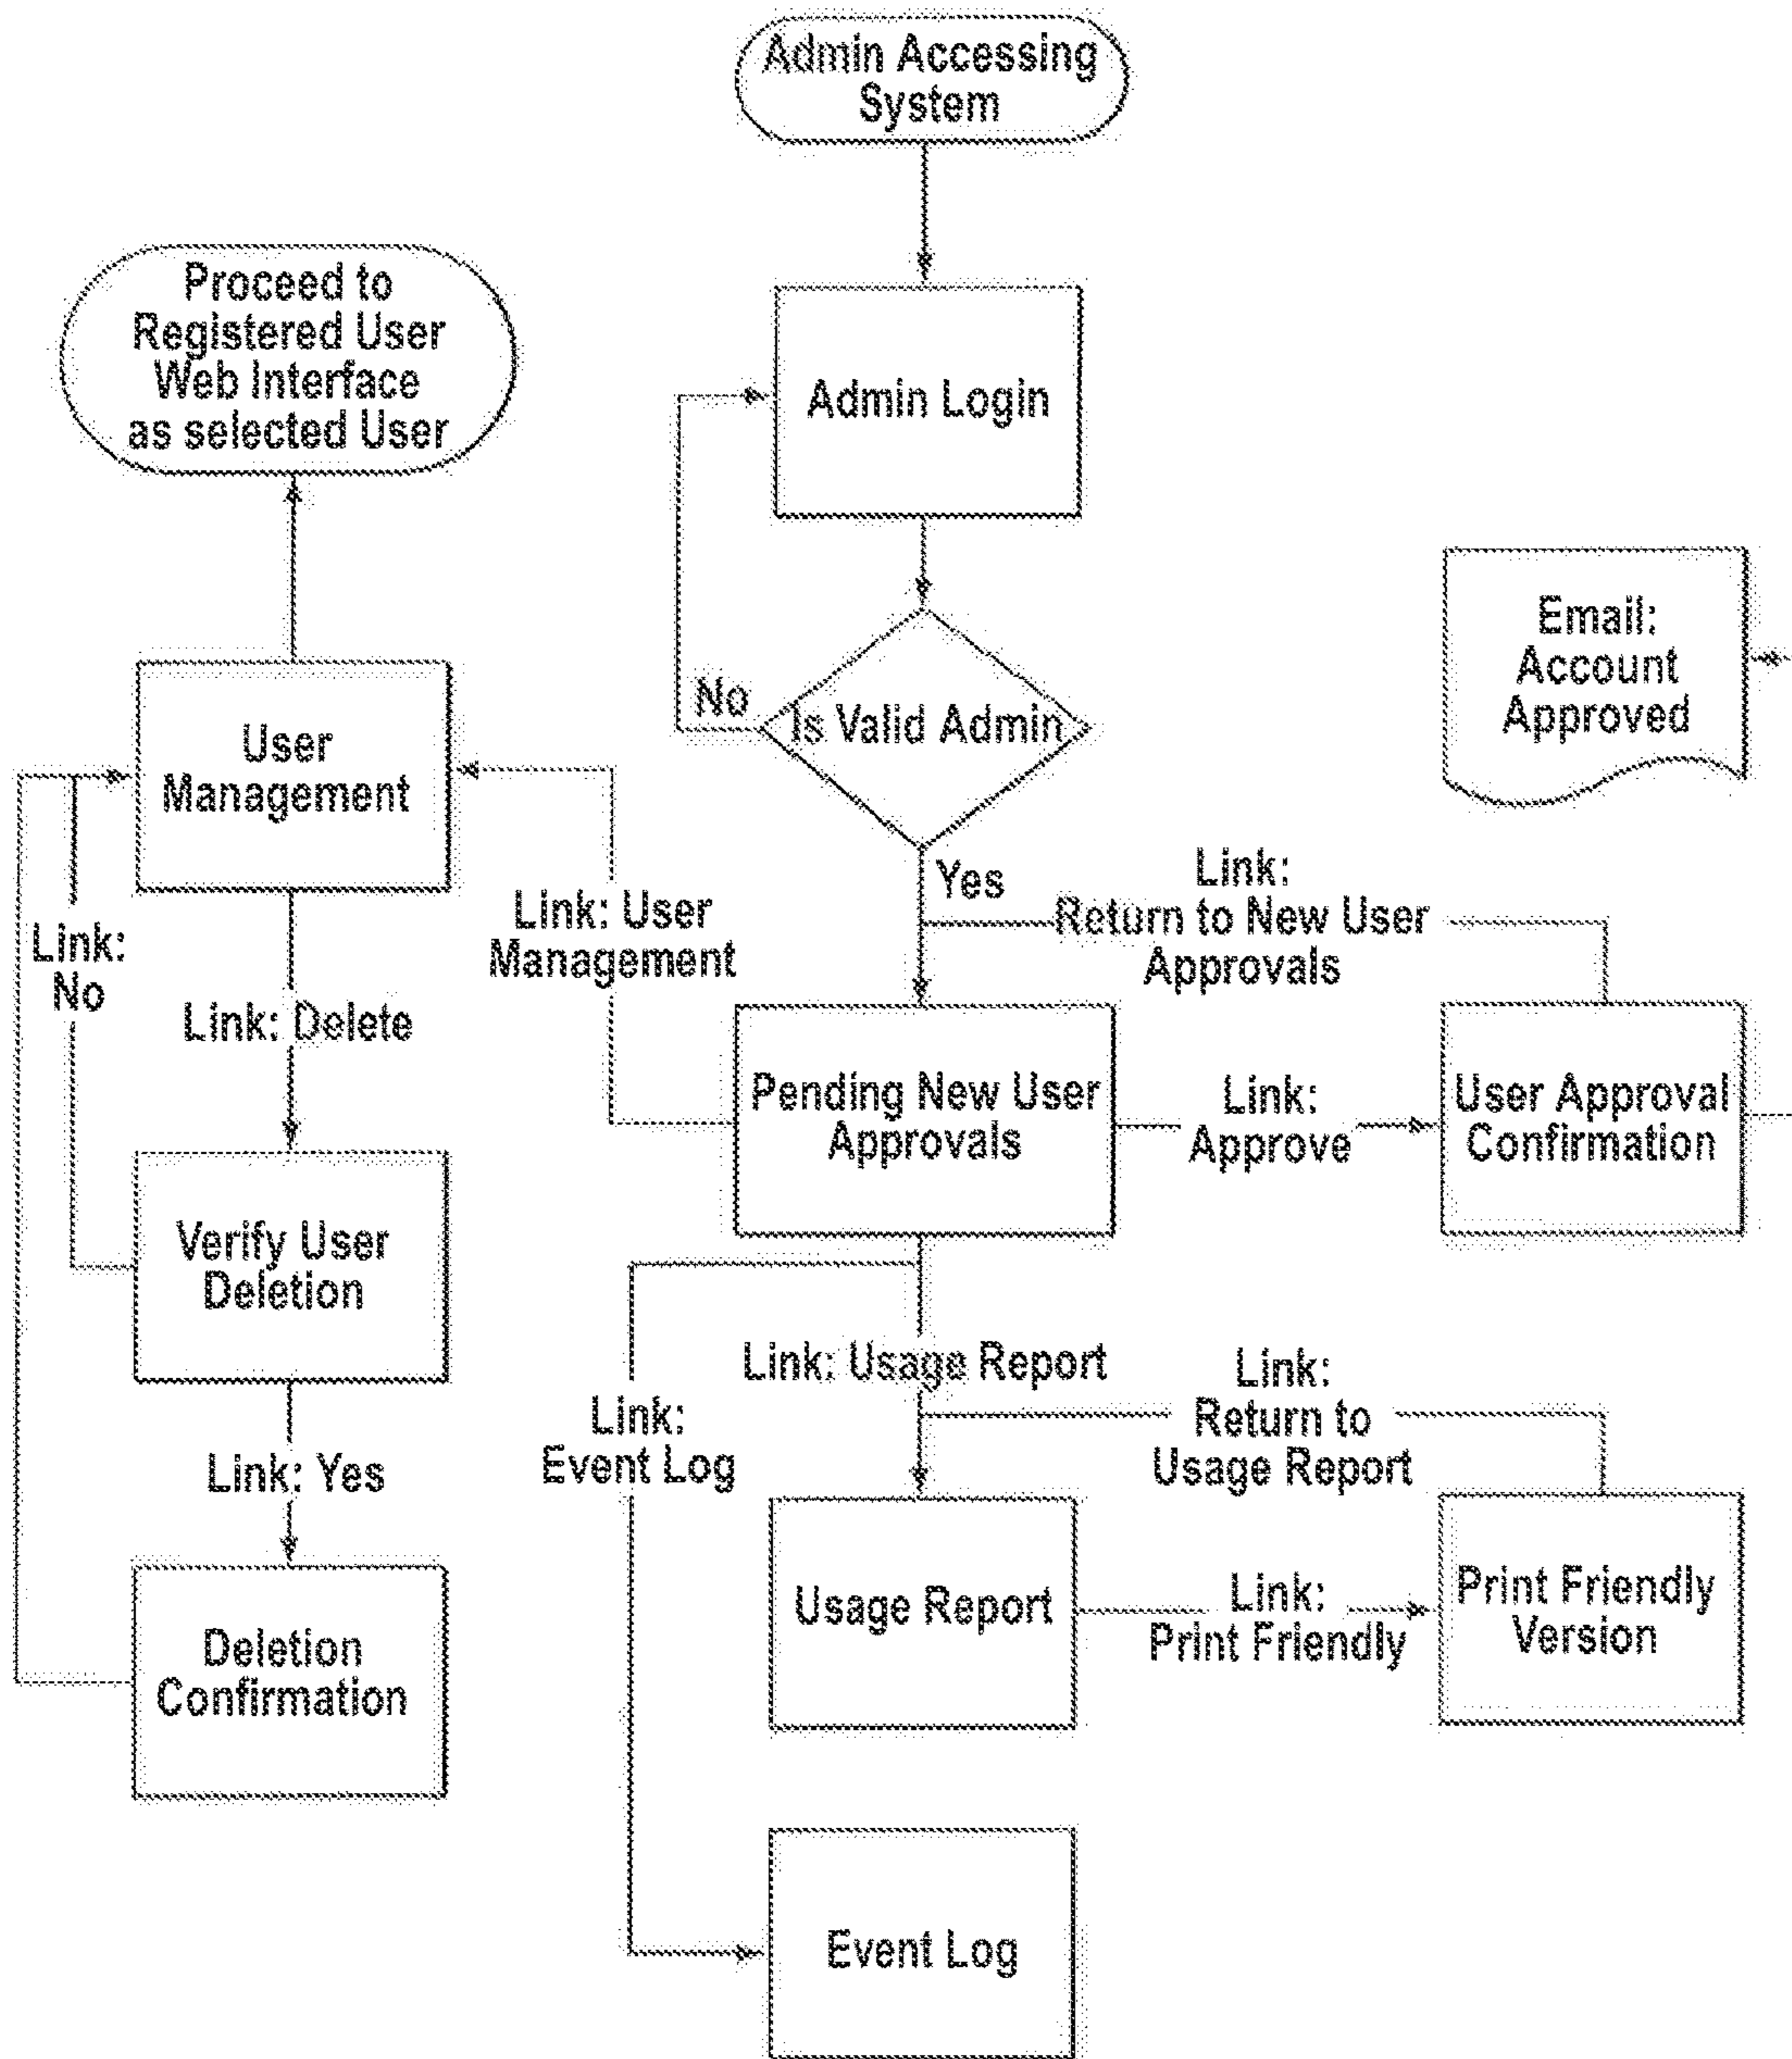 Admin Accessing
System
Proceed to
Registered User
Web Interface
as selected User
Admin Login
Email:
Account
Approved
No
Is Valid Admin
User
Management
Yes
Link:
Return to New User
Approvals
Link: User
Management
Link:
No
Link: Delete
Pending New User
Approvals
Link:
Approve
User Approval
Confirmation
Verify User
Deletion
Link: Usage Report
Link:
Return to
Usage Report
Link:
Event Log
Link: Yes
Usage Report
Link:
Print Friendly
Print Friendly
Version
Deletion
Confirmation
Event Log